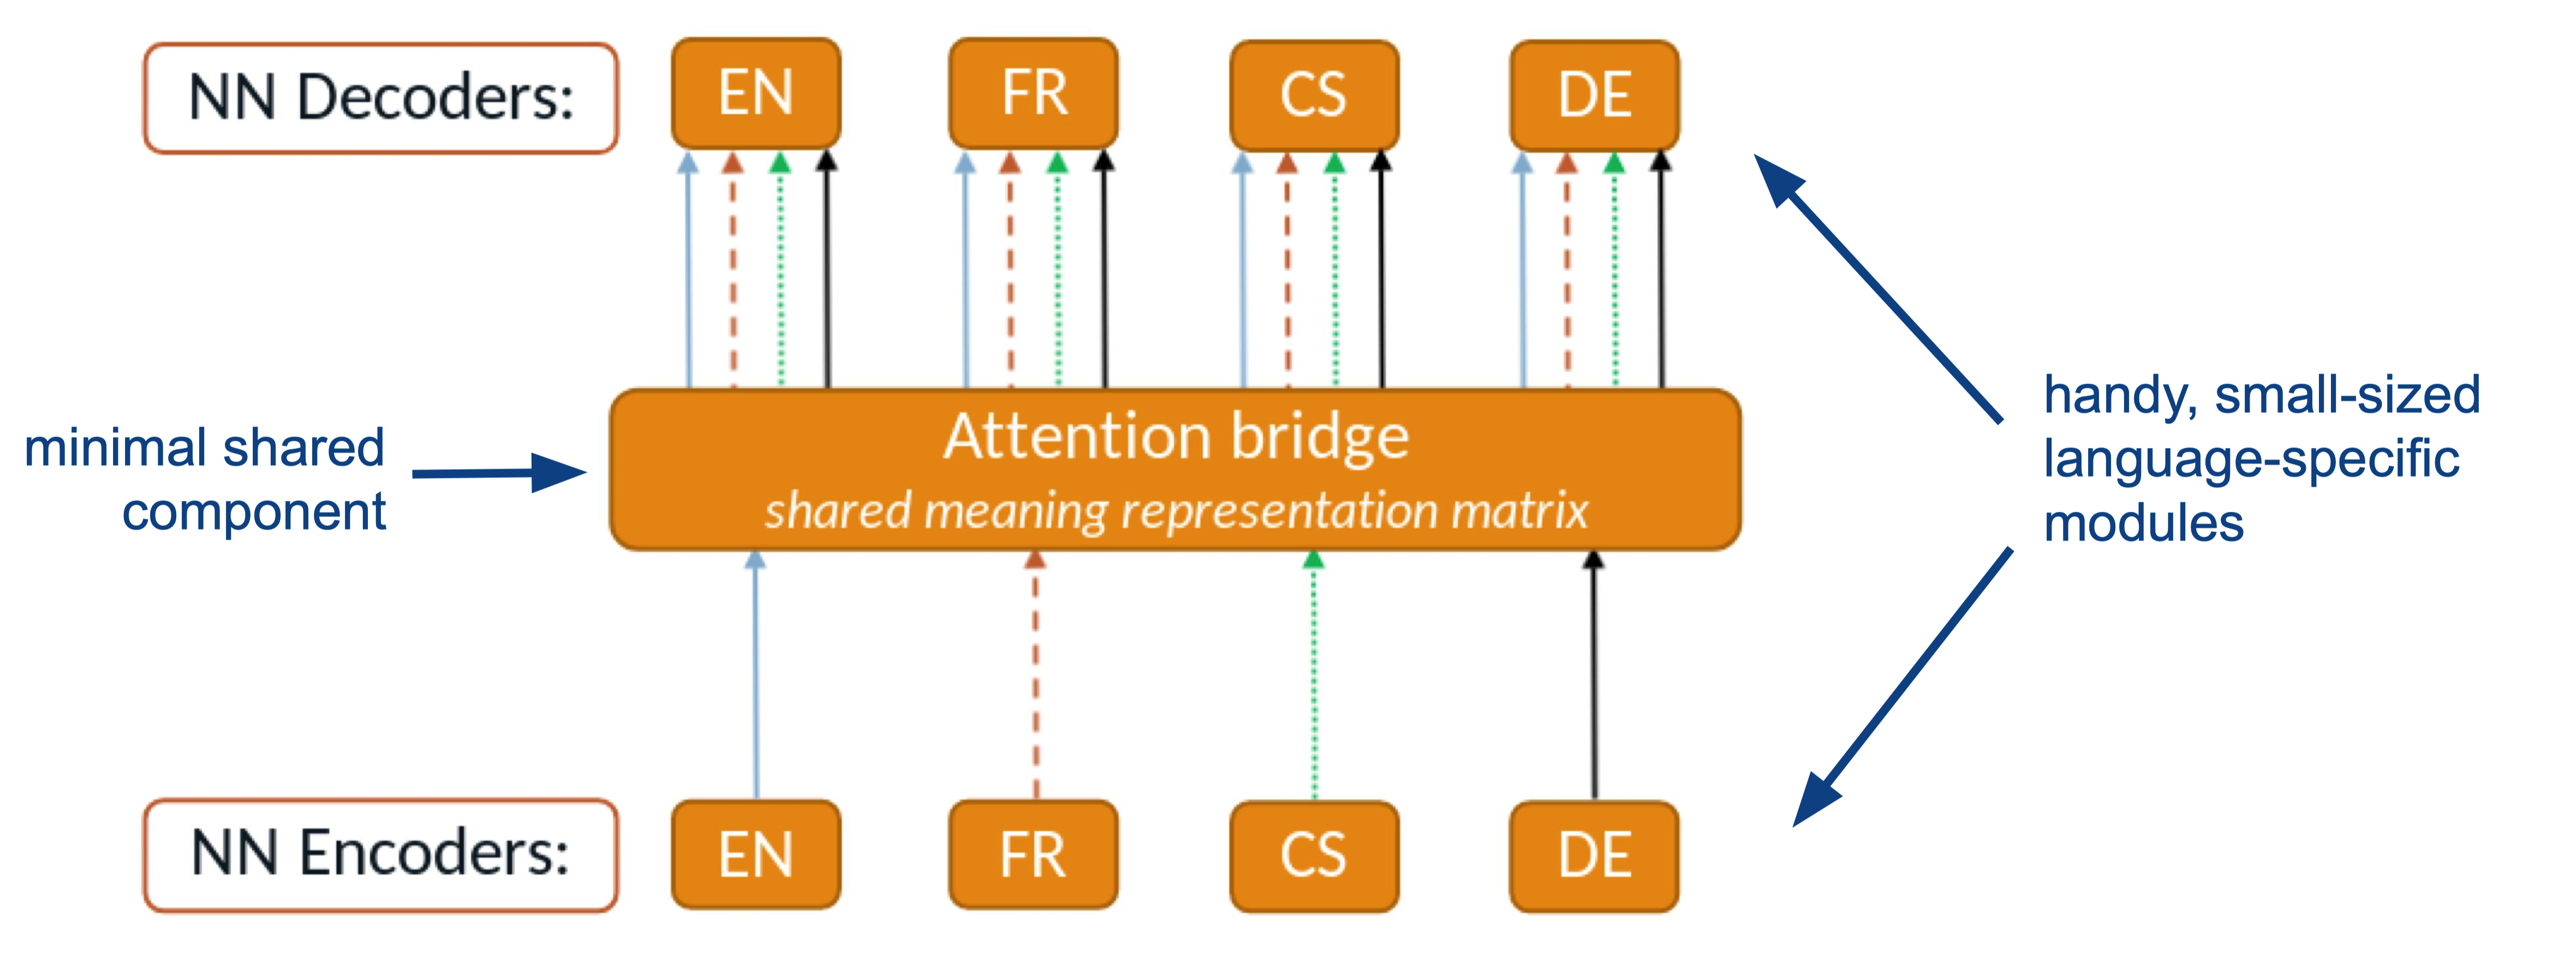 NN Decoders:
EN
FR
CS
DE
minimal shared
component
Attention bridge
shared meaning representation matrix
handy, small-sized
language-specific
modules
NN Encoders:
EN
FR
CS
DE